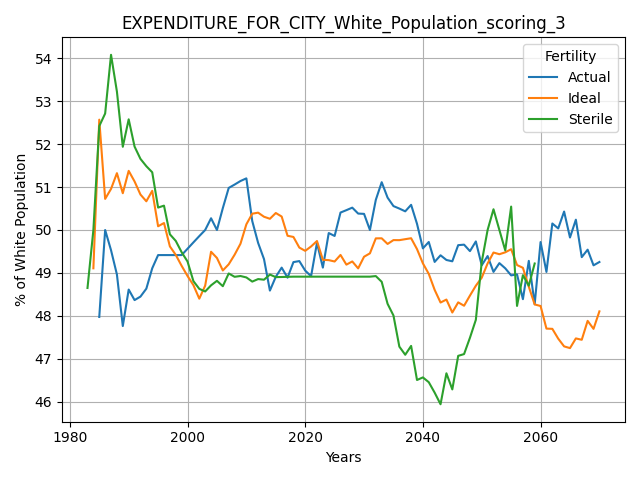 EXPENDITURE_FOR_CITY_White_Population_scoring_3
Fertility
Actual
Ideal
Sterile
% of White Population
54
53
52
51
50
49
48
47
46
1980
2000
2020
2040
2060
Years